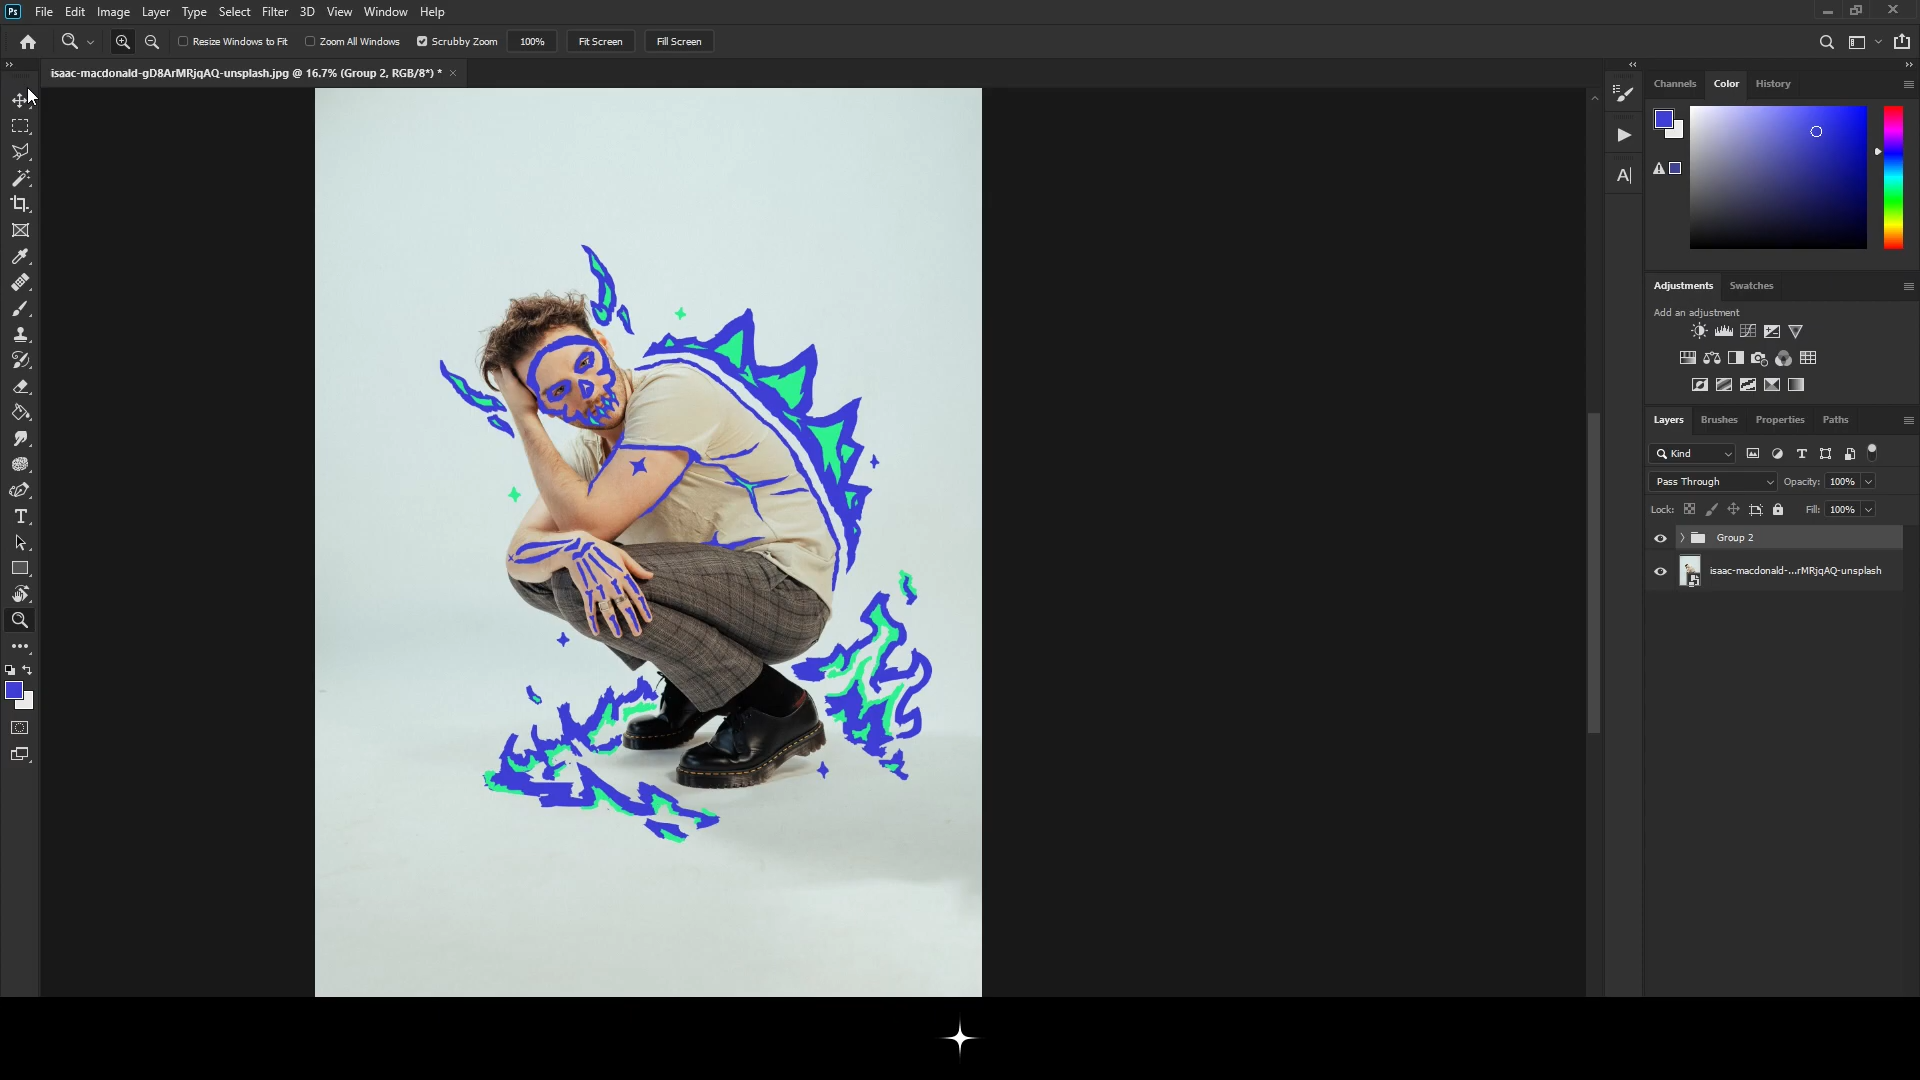 Ps File Edit Image Layer Type Select Filter 3D View Window Help
Resize Windows to Fit Zoom All Windows Scrubby Zoom 100% Fit Screen Fill Screen
isaac-macdonald-gD8ArMRjqAQ-unsplash.jpg @ 16.7% (Group 2, RGB/8*) *
Channels Color History
Adjustments Swatches
Add an adjustment
Layers Brushes Properties Paths
Kind
Pass Through Opacity: 100%
Lock: Fill: 100%
Group 2
isaac-macdonald-...rMRjqAQ-unsplash